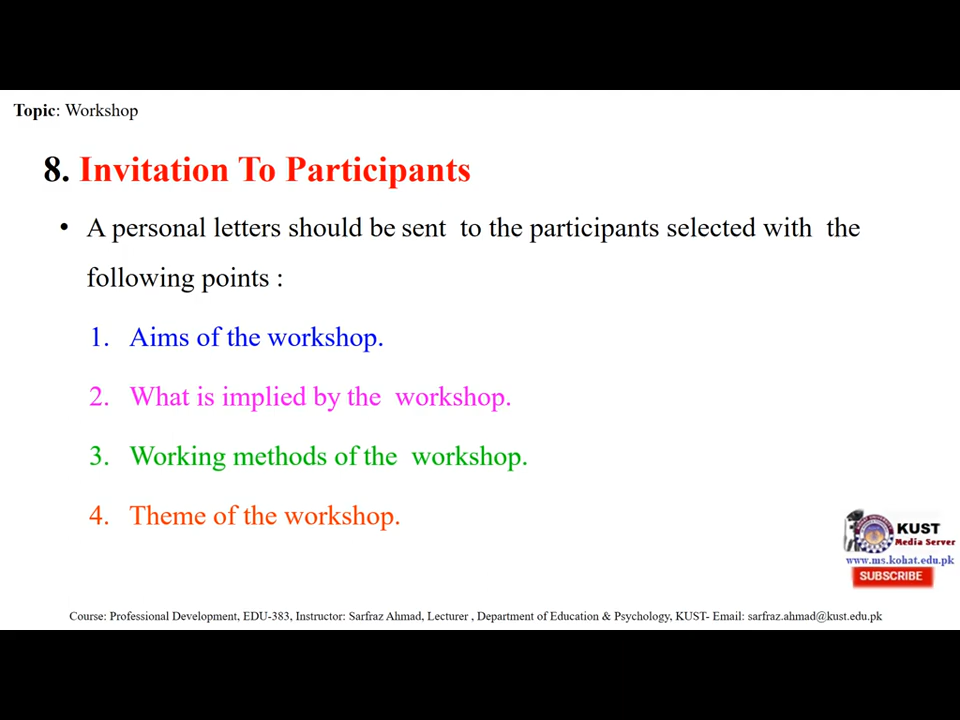 Topic: Workshop
8. Invitation To Participants
• A personal letters should be sent to the participants selected with the
following points :
1. Aims of the workshop.
2. What is implied by the workshop.
3. Working methods of the workshop.
4. Theme of the workshop.
KUST
Media Server
www.ms.kohat.edu.pk
SUBSCRIBE
Course: Professional Development, EDU-383, Instructor: Sarfraz Ahmad, Lecturer , Department of Education & Psychology, KUST- Email: sarfraz.ahmad@kust.edu.pk